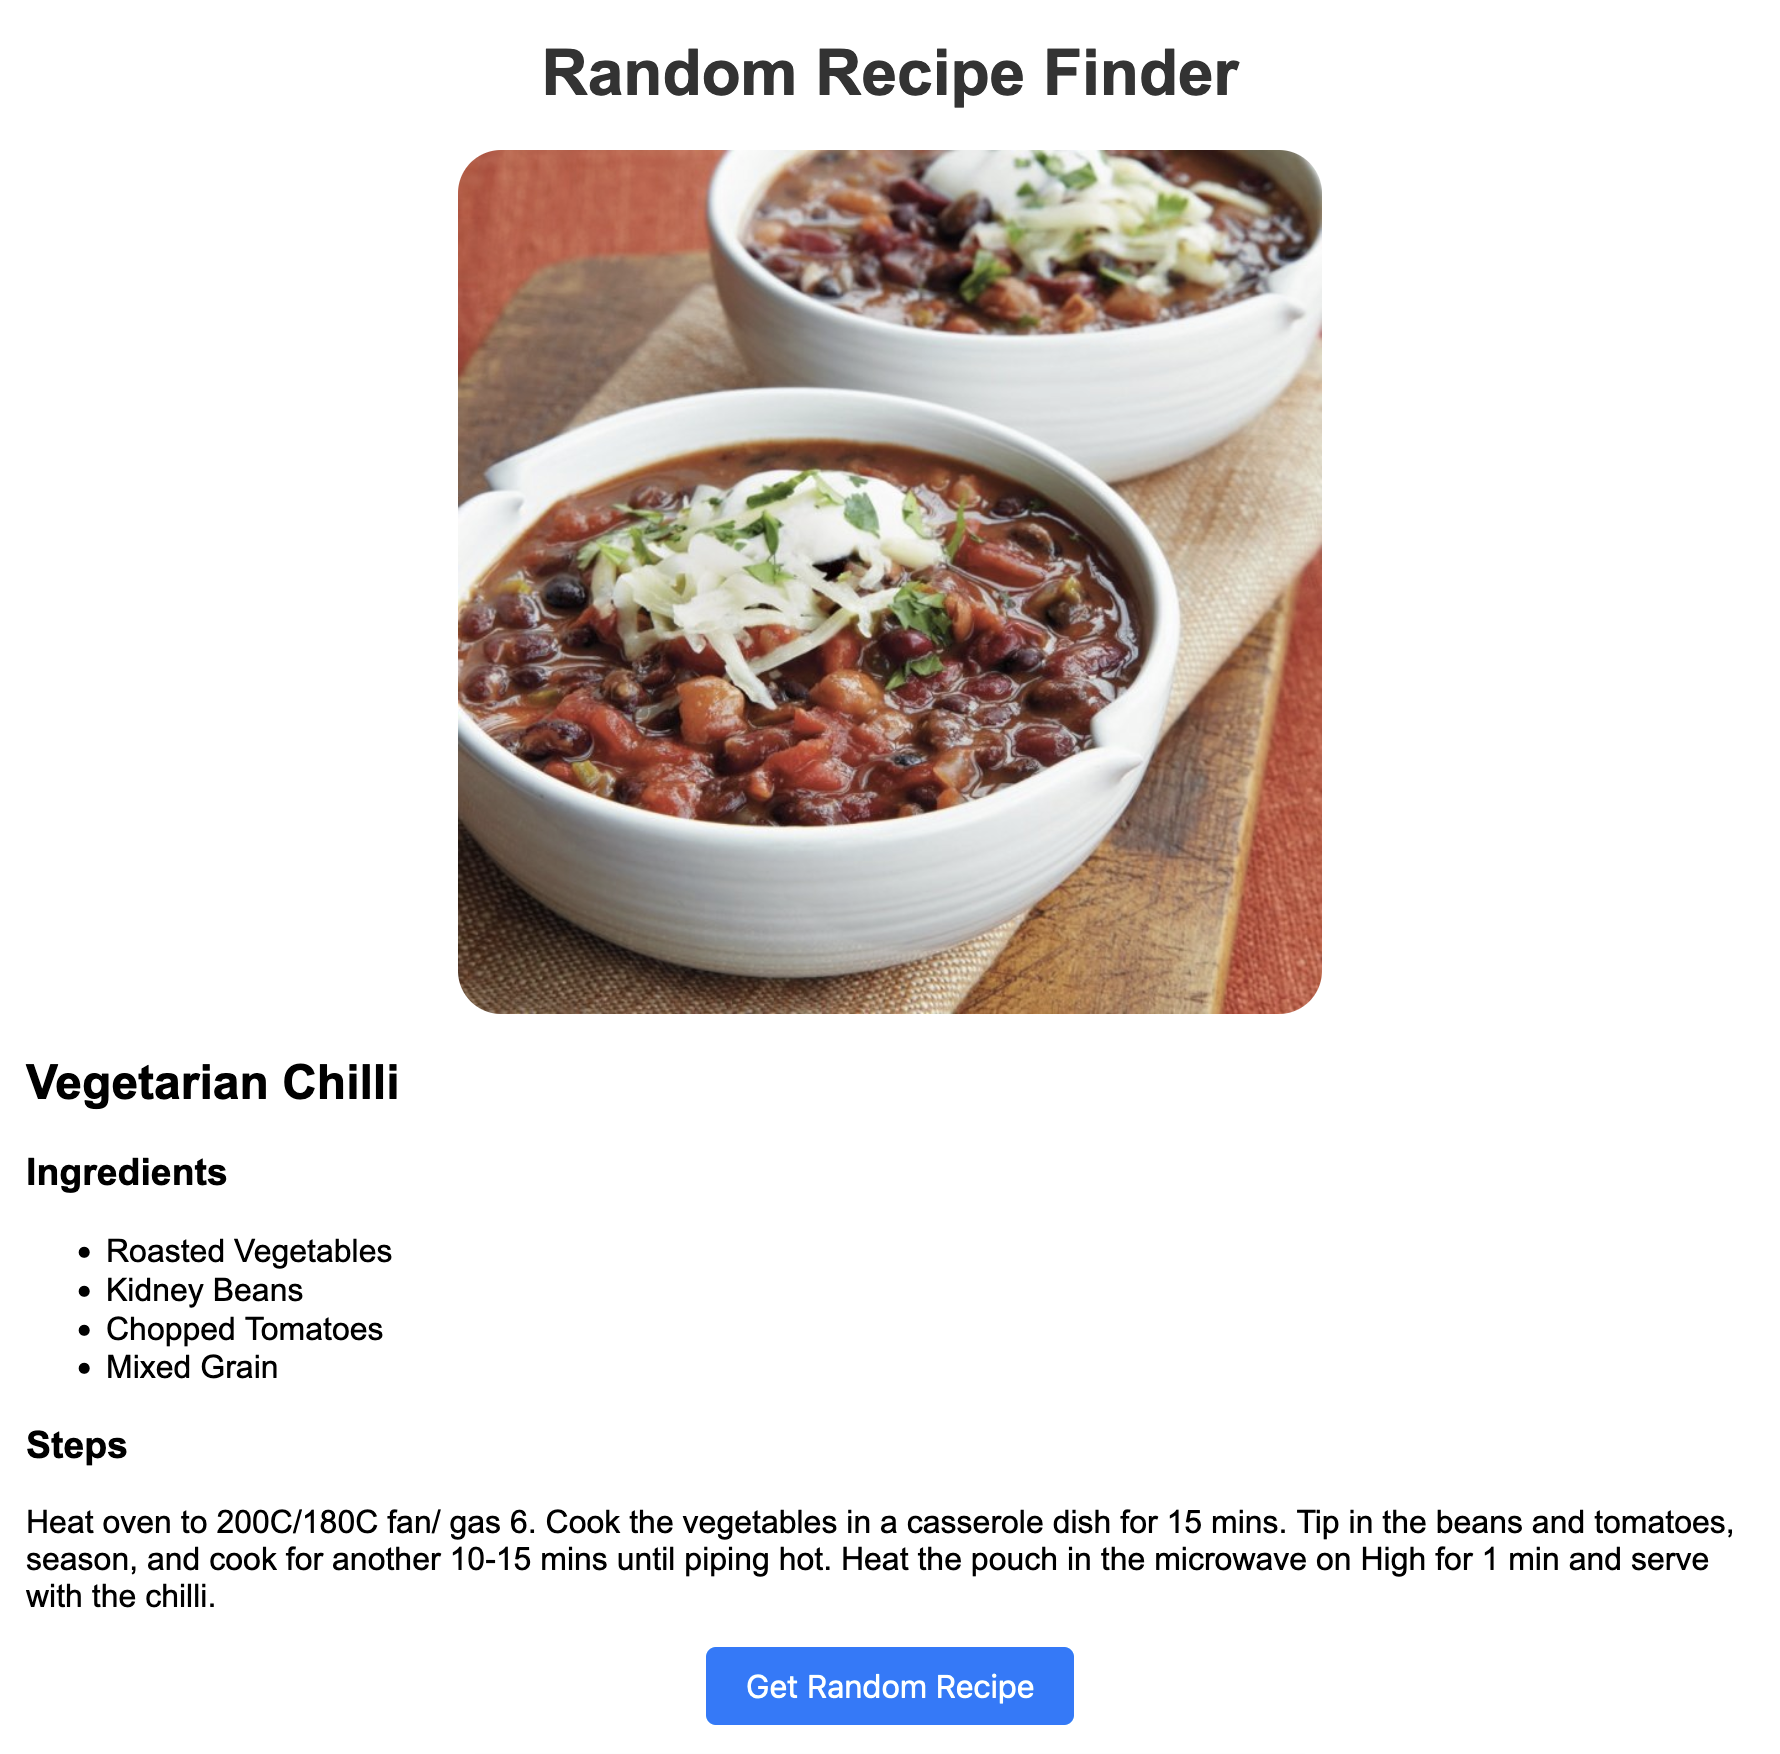 Random Recipe Finder
Vegetarian Chilli
Ingredients
• Roasted Vegetables
• Kidney Beans
• Chopped Tomatoes
• Mixed Grain
Steps
Heat oven to 200C/180C fan/ gas 6. Cook the vegetables in a casserole dish for 15 mins. Tip in the beans and tomatoes,
season, and cook for another 10-15 mins until piping hot. Heat the pouch in the microwave on High for 1 min and serve
with the chilli.
Get Random Recipe